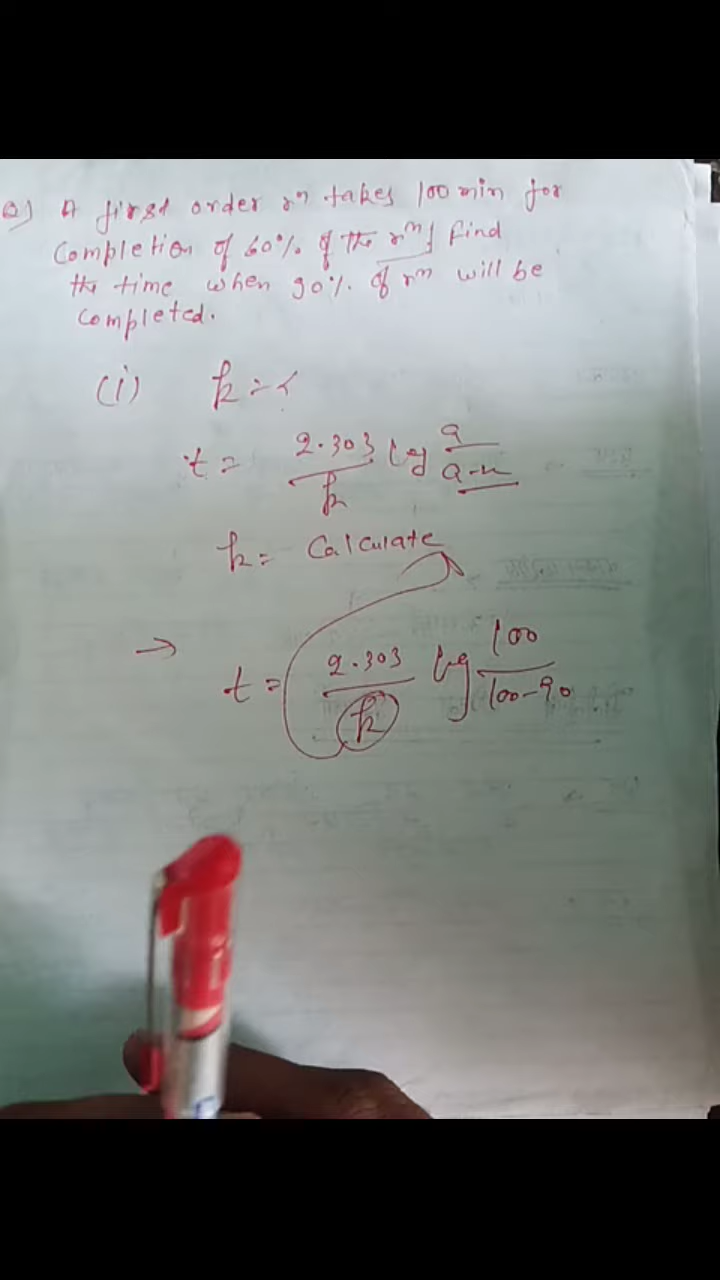 Q) A first order rⁿ takes 100 min for
completion of 60% of the rⁿ, find
the time when 90% of rⁿ will be
completed.
(i) k =
t = 2.303/k log a/a-x
k = Calculate
→ t = 2.303/k log 100/100-90